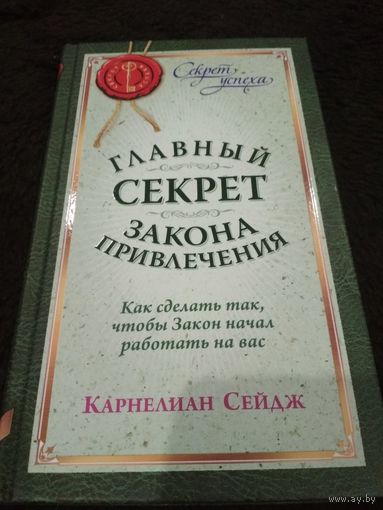 Секрет
успеха
ГЛАВНЫЙ
СЕКРЕТ
ЗАКОНА
ПРИВЛЕЧЕНИЯ
Как сделать так,
чтобы Закон начал
работать на вас
КАРНЕЛИАН СЕЙДЖ
www.ay.by